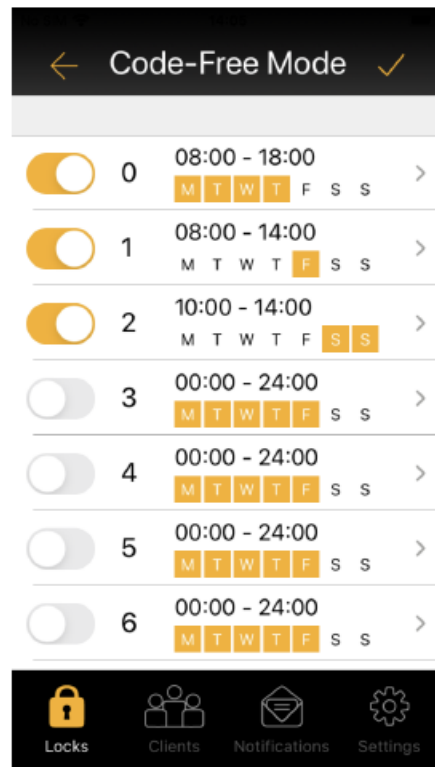 Code-Free Mode
0 08:00 - 18:00
M T W T F S S
1 08:00 - 14:00
M T W T F S S
2 10:00 - 14:00
M T W T F S S
3 00:00 - 24:00
M T W T F S S
4 00:00 - 24:00
M T W T F S S
5 00:00 - 24:00
M T W T F S S
6 00:00 - 24:00
M T W T F S S
Locks Clients Notifications Settings